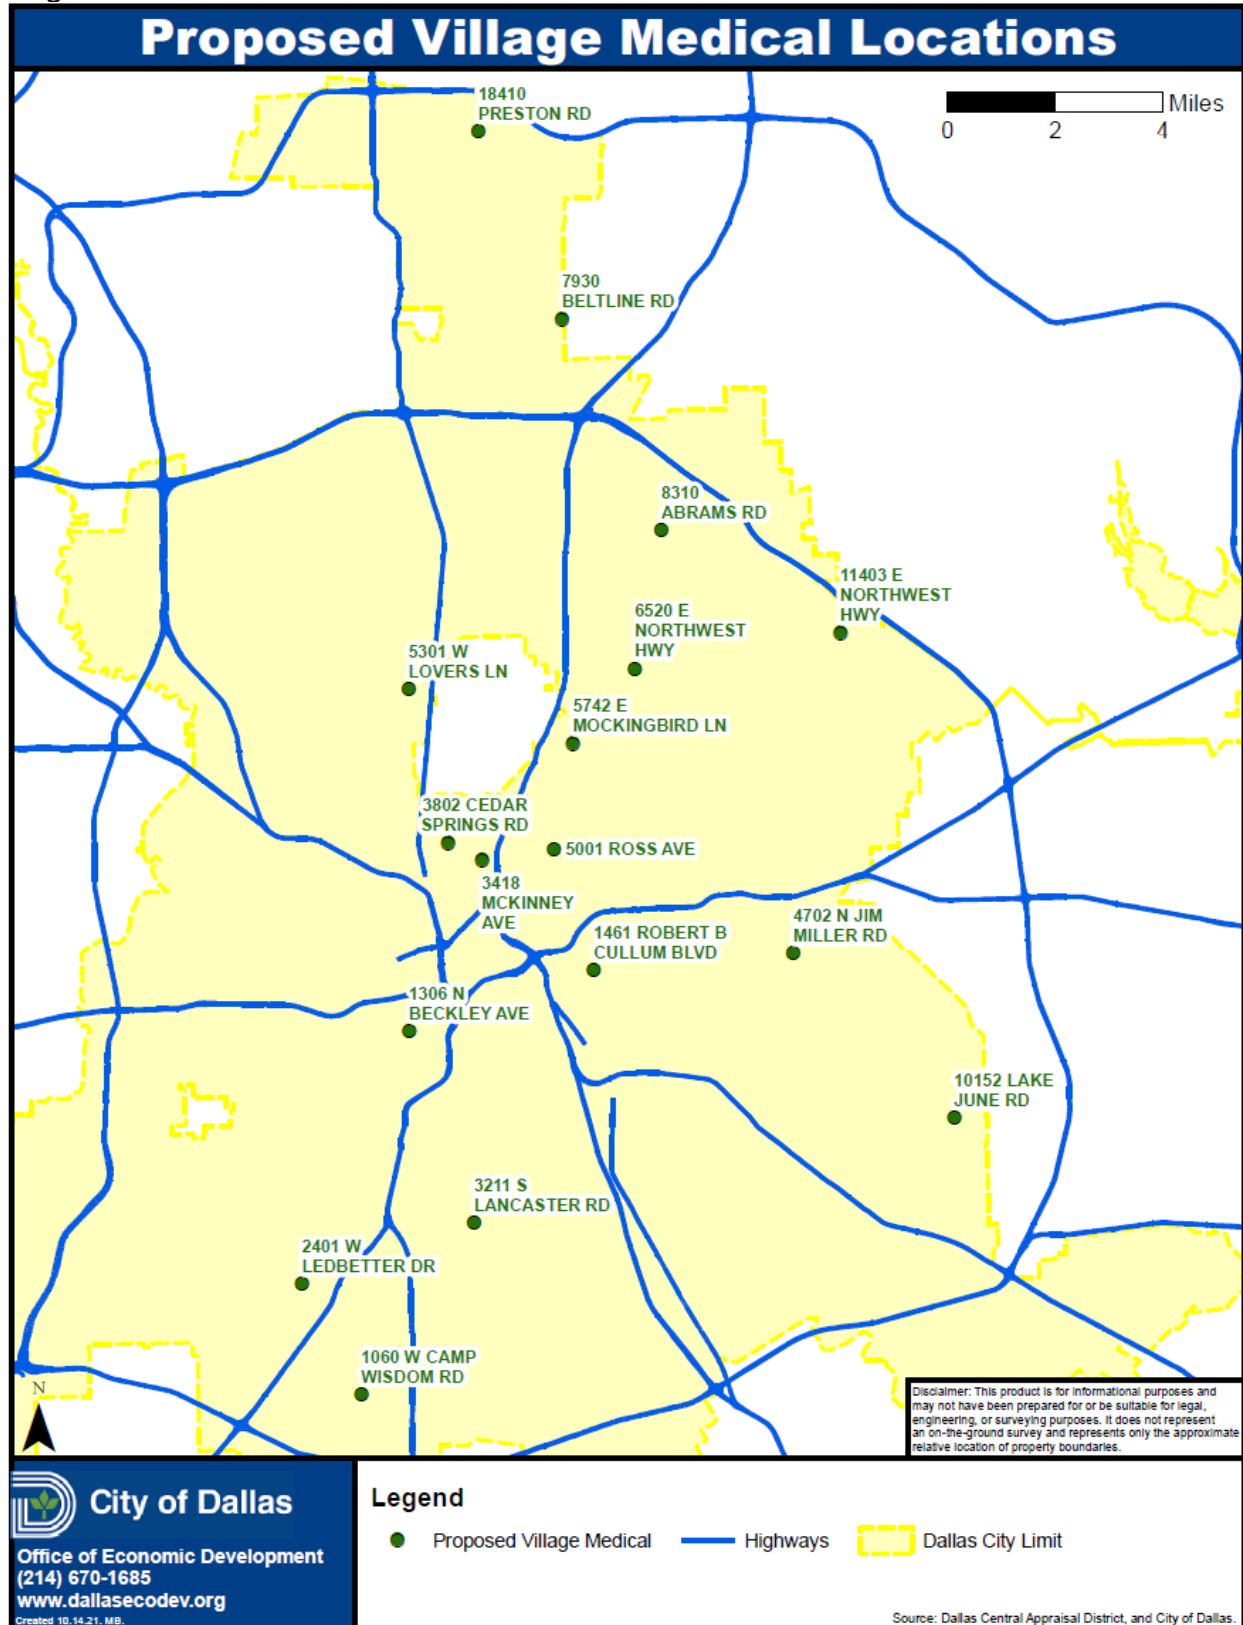 Proposed Village Medical Locations
18410
PRESTON RD
Miles
0 2 4
7930
BELTLINE RD
8310
ABRAMS RD
11403 E
NORTHWEST
HWY
6520 E
NORTHWEST
HWY
5301 W
LOVERS LN
5742 E
MOCKINGBIRD LN
3802 CEDAR
SPRINGS RD
5001 ROSS AVE
3418
MCKINNEY
AVE
4702 N JIM
MILLER RD
1461 ROBERT B
CULLUM BLVD
1306 N
BECKLEY AVE
10152 LAKE
JUNE RD
3211 S
LANCASTER RD
2401 W
LEDBETTER DR
1060 W CAMP
WISDOM RD
N
Disclaimer: This product is for informational purposes and
may not have been prepared for or be suitable for legal,
engineering, or surveying purposes. It does not represent
an on-the-ground survey and represents only the approximate
relative location of property boundaries.
City of Dallas
Office of Economic Development
(214) 670-1685
www.dallasecodev.org
Created 10.14.21. MB.
Legend
Proposed Village Medical
Highways
Dallas City Limit
Source: Dallas Central Appraisal District, and City of Dallas.